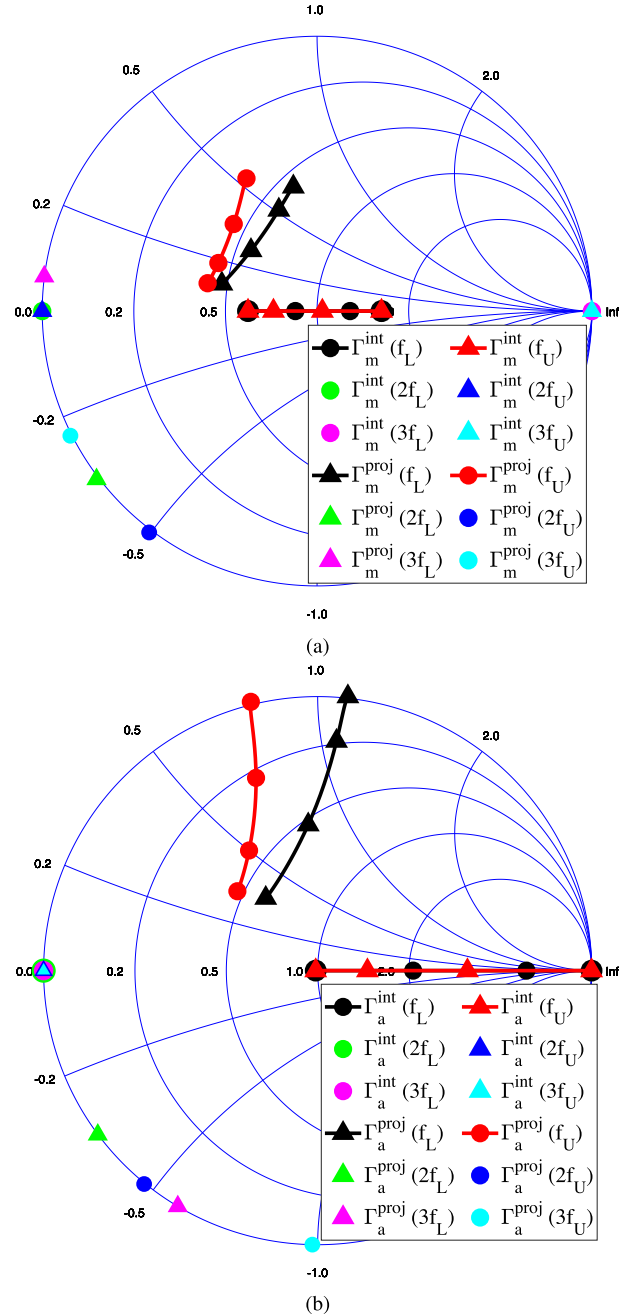 1.0
0.5
2.0
0.2
0.0 0.2 0.5 Inf
Γ_m^int (f_L) Γ_m^int (f_U)
Γ_m^int (2f_L) Γ_m^int (2f_U)
-0.2
Γ_m^int (3f_L) Γ_m^int (3f_U)
Γ_m^proj (f_L) Γ_m^proj (f_U)
Γ_m^proj (2f_L) Γ_m^proj (2f_U)
-0.5
Γ_m^proj (3f_L) Γ_m^proj (3f_U)
-1.0
(a)
1.0
0.5
2.0
0.2
0.0 0.2 0.5 1.0 2.0 Inf
Γ_a^int (f_L) Γ_a^int (f_U)
Γ_a^int (2f_L) Γ_a^int (2f_U)
-0.2
Γ_a^int (3f_L) Γ_a^int (3f_U)
Γ_a^proj (f_L) Γ_a^proj (f_U)
Γ_a^proj (2f_L) Γ_a^proj (2f_U)
-0.5
Γ_a^proj (3f_L) Γ_a^proj (3f_U)
-1.0
(b)